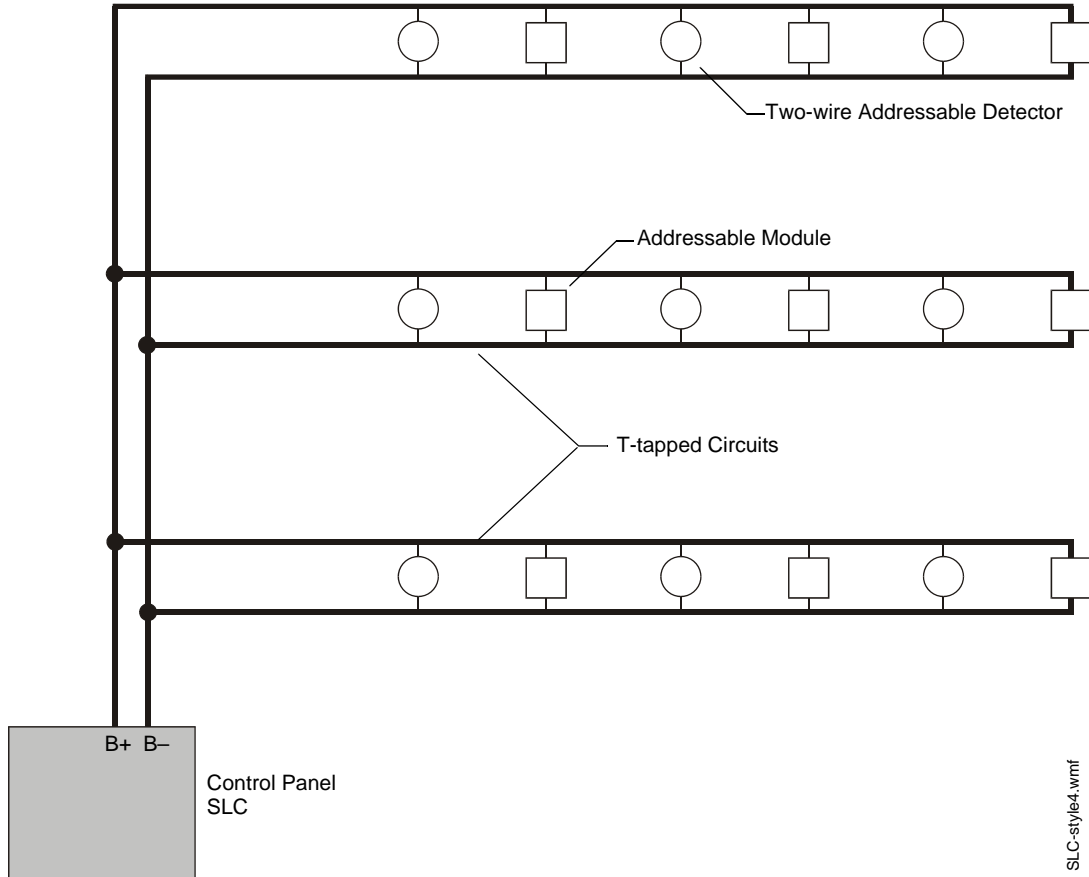 Two-wire Addressable Detector
Addressable Module
T-tapped Circuits
B+ B–
Control Panel
SLC
SLC-style4.wmf